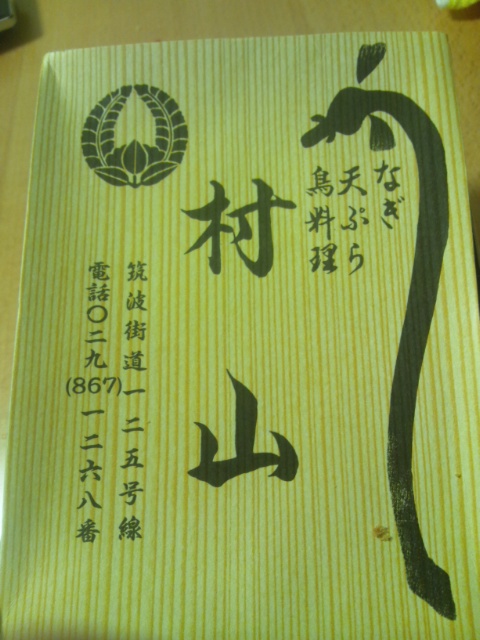 うなぎ
天ぷら
鳥料理
村山
筑波街道一二五号線
電話〇二九(867)一二六八番